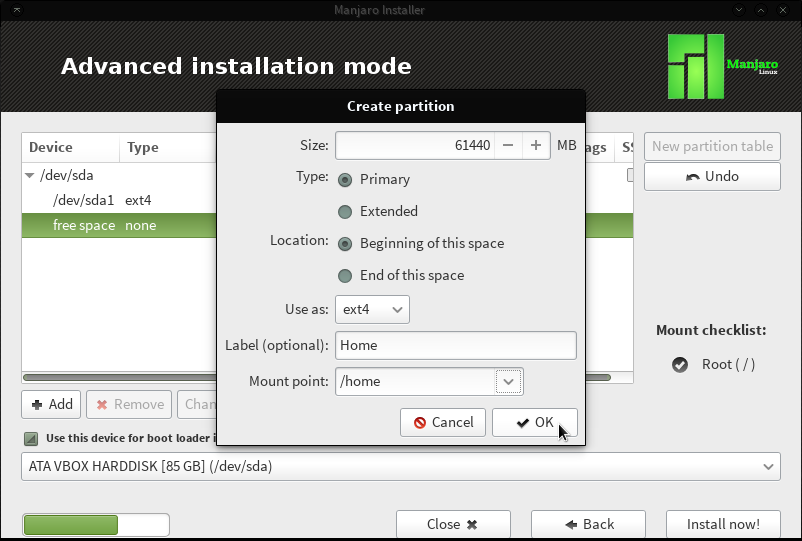 Manjaro Installer
Advanced installation mode
Manjaro
Linux
Create partition
Device Type
SS
New partition table
/dev/sda
Undo
/dev/sda1 ext4
free space none
Size: 61440 MB
Type: Primary
Extended
Location: Beginning of this space
End of this space
Use as: ext4
Label (optional): Home
Mount point: /home
Cancel OK
Mount checklist:
Root ( / )
Add Remove Chan
Use this device for boot loader i
ATA VBOX HARDDISK [85 GB] (/dev/sda)
Close Back Install now!